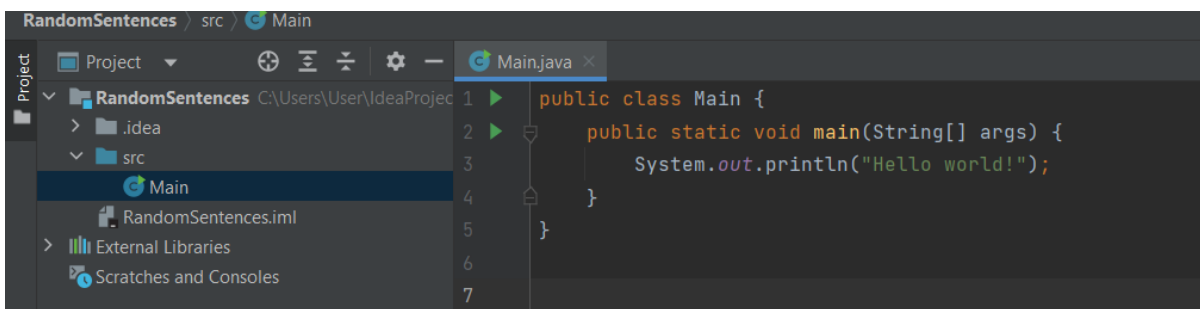 RandomSentences 〉 src 〉 Main
Project
Project
RandomSentences C:\Users\User\IdeaProjec
.idea
src
Main
RandomSentences.iml
External Libraries
Scratches and Consoles
Main.java ×
1 public class Main {
2 public static void main(String[] args) {
3 System.out.println("Hello world!");
4 }
5 }
6
7